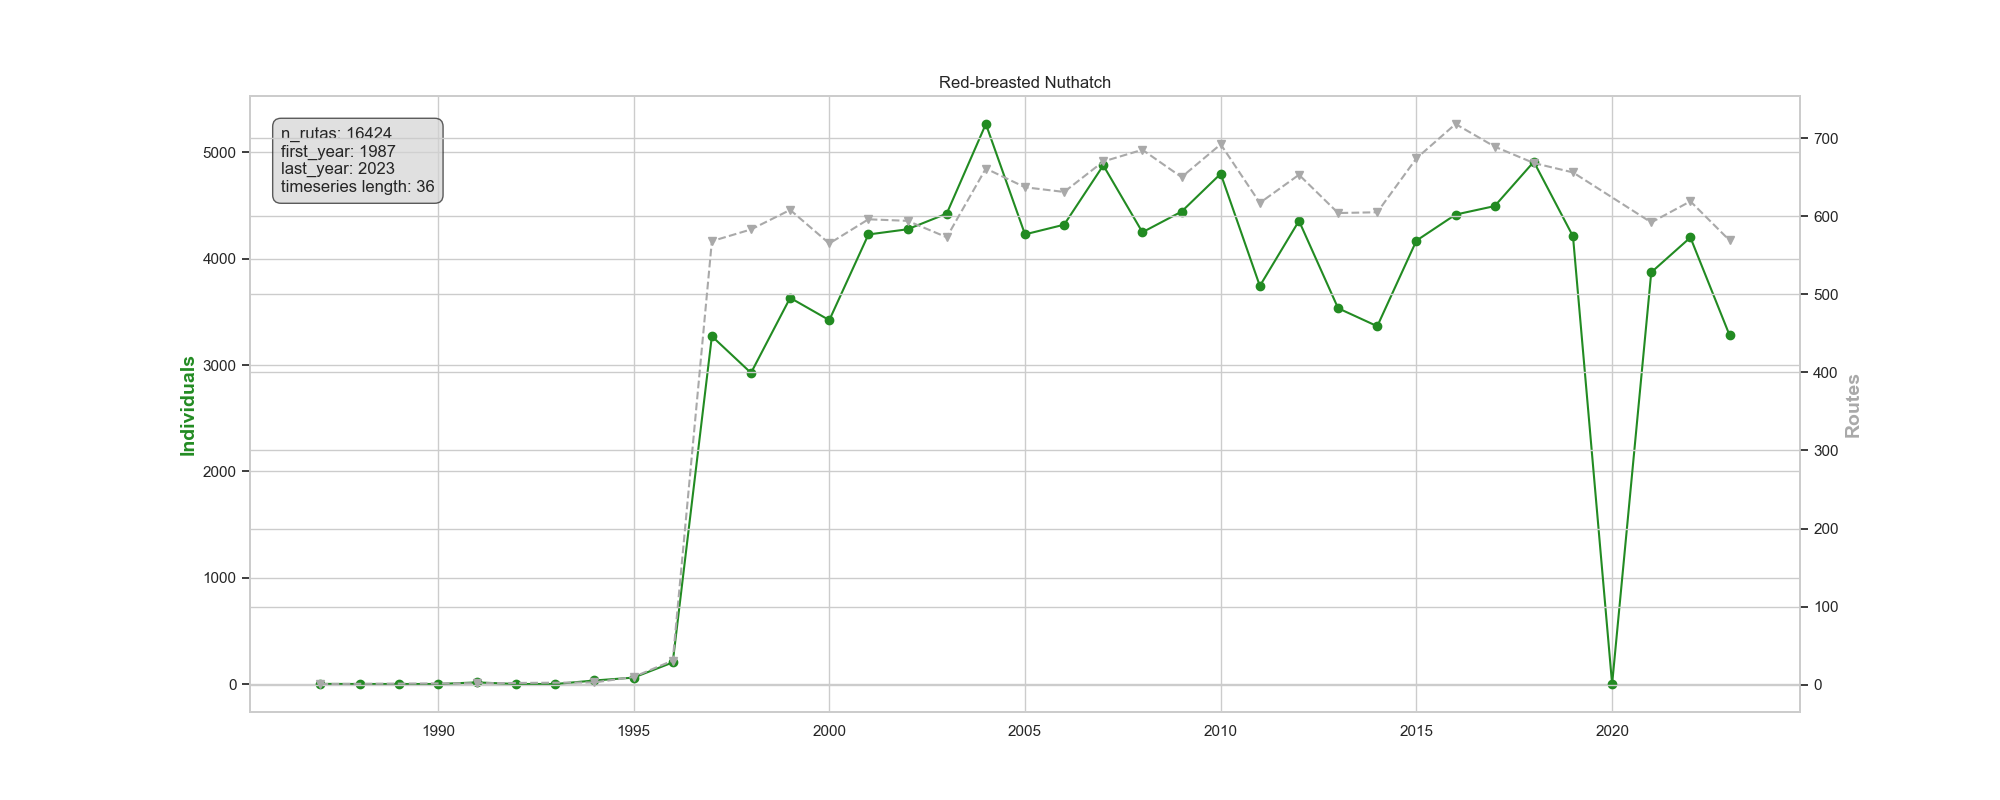 Red-breasted Nuthatch
n_rutas: 16424
first_year: 1987
last_year: 2023
timeseries length: 36
Individuals
5000
4000
3000
2000
1000
0
Routes
700
600
500
400
300
200
100
0
1990 1995 2000 2005 2010 2015 2020